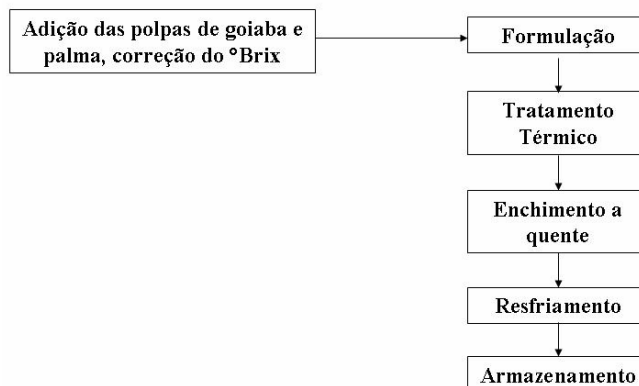 Adição das polpas de goiaba e
palma, correção do °Brix
Formulação
Tratamento
Térmico
Enchimento a
quente
Resfriamento
Armazenamento